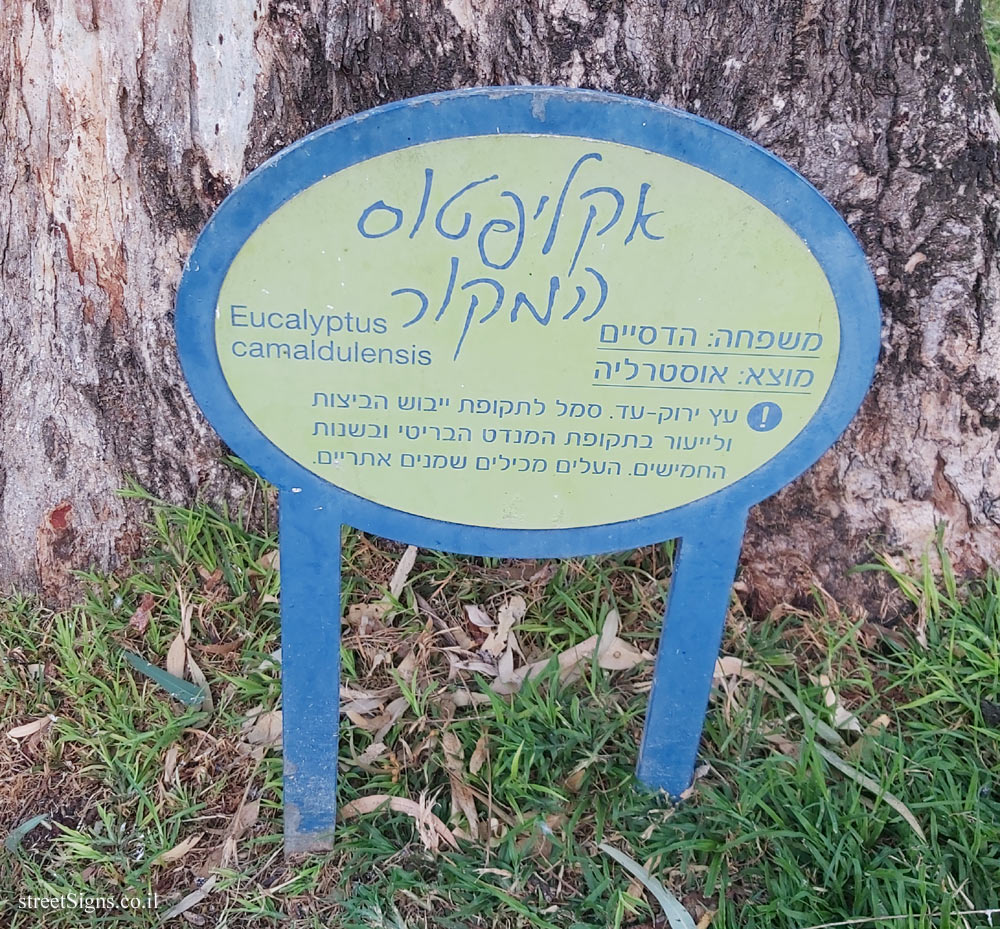 אקליפטוס
המקור
Eucalyptus
camaldulensis
משפחה: הדסיים
מוצא: אוסטרליה
! עץ ירוק-עד. סמל לתקופת ייבוש הביצות
ולייעור בתקופת המנדט הבריטי ובשנות
החמישים. העלים מכילים שמנים אתריים.
streetSigns.co.il